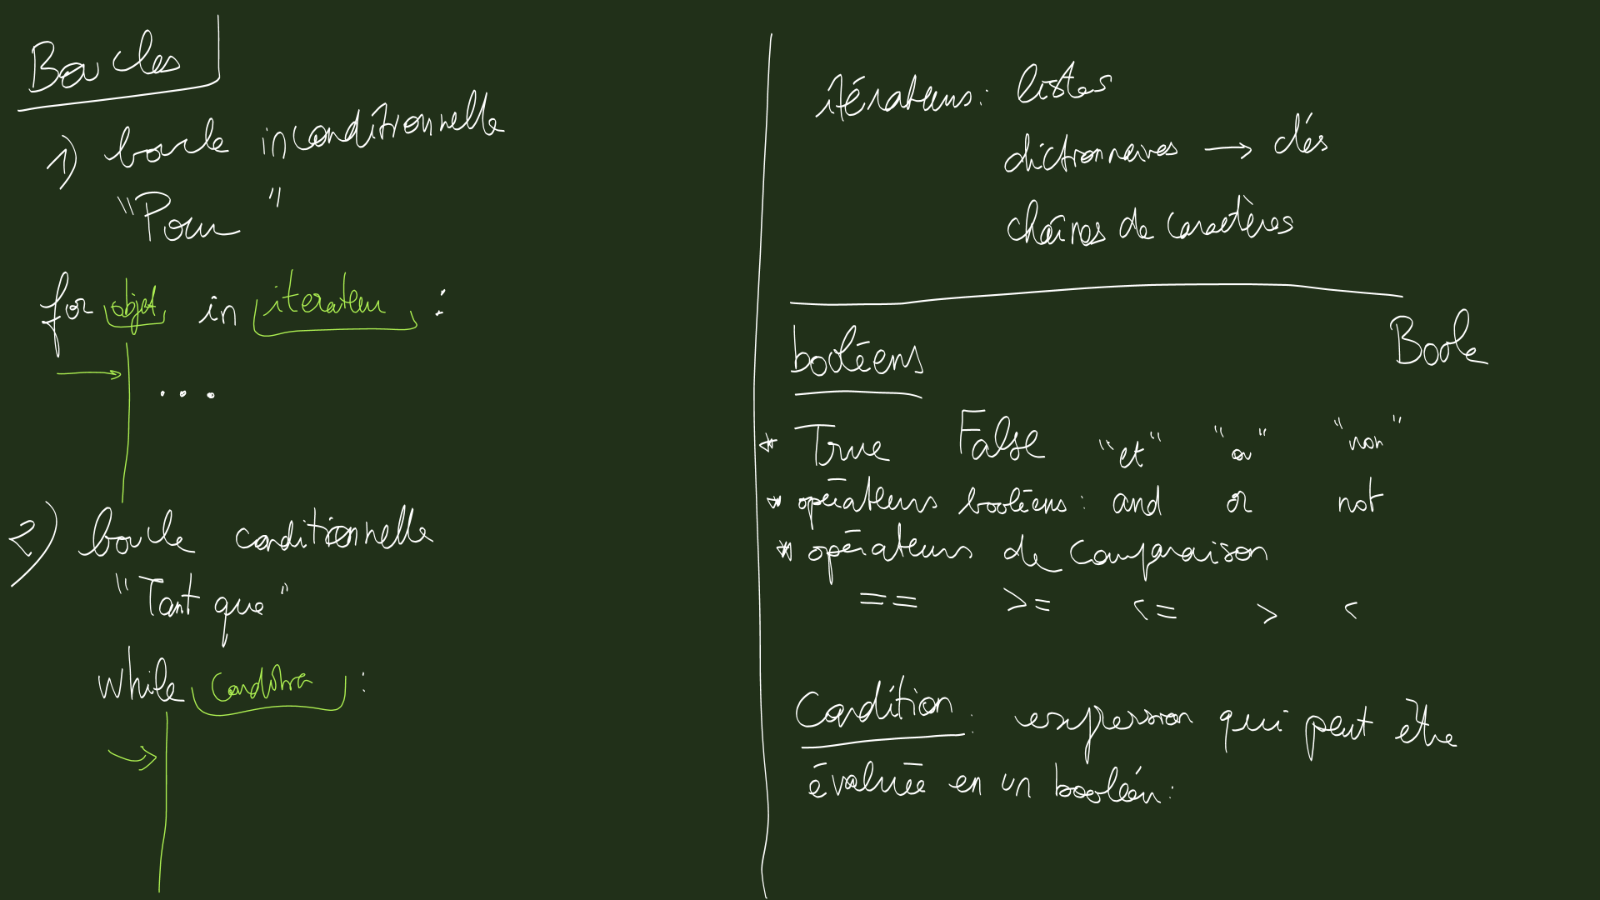 Boucles
1) boucle inconditionnelle
"Pour"
for objet in iterateur :
...
2) boucle conditionnelle
"Tant que"
while condition :
itérateurs : listes
dictionnaires → clés
chaînes de caractères
booléens Boole
* True False "et" "ou" "non"
* opérateurs booléens : and or not
* opérateurs de comparaison
== >= <= > <
Condition : expression qui peut être
évaluée en un booléen :